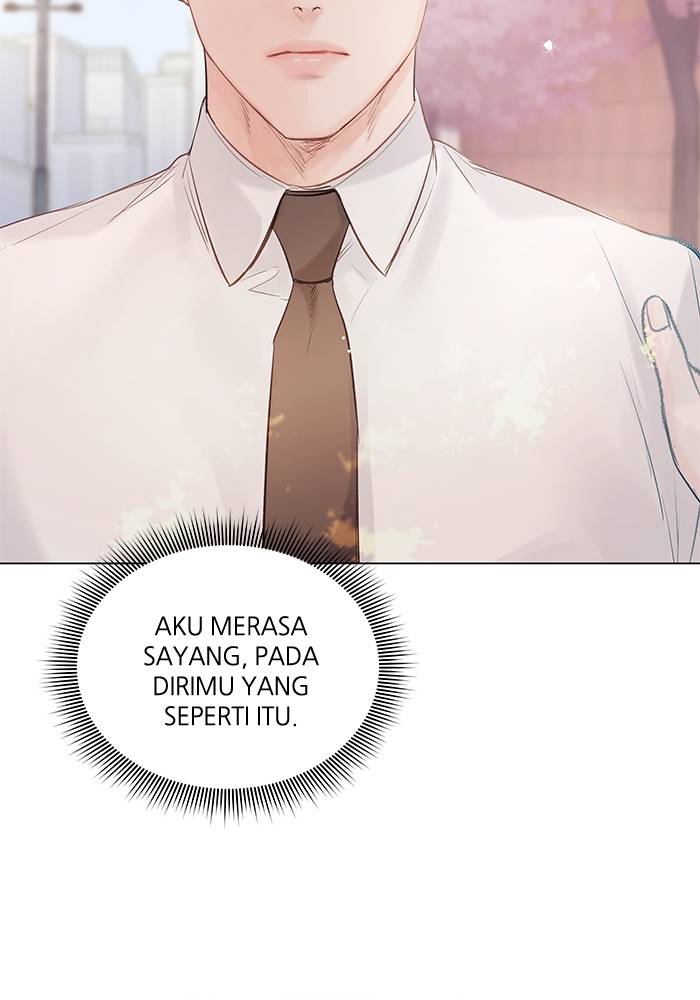 AKU MERASA
SAYANG, PADA
DIRIMU YANG
SEPERTI ITU.